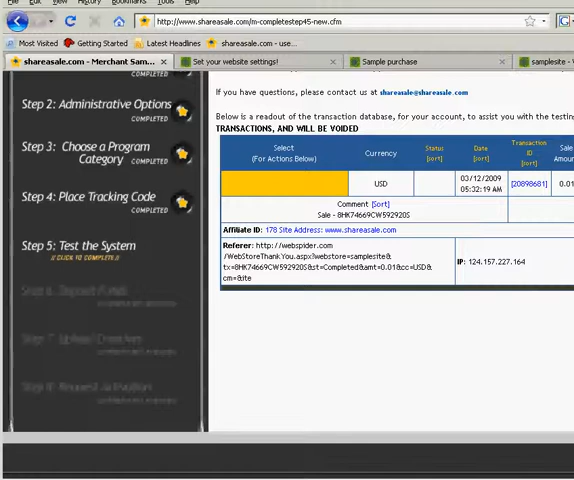 File Edit View History Bookmarks Tools Help
http://www.shareasale.com/m-completestep45-new.cfm
Most Visited Getting Started Latest Headlines shareasale.com - use...
shareasale.com - Merchant Sam... Set your website settings! Sample purchase samplesite - W
COMPLETED
Step 2: Administrative Options
COMPLETED
Step 3: Choose a Program
Category COMPLETED
Step 4: Place Tracking Code
COMPLETED
Step 5: Test the System
// CLICK TO COMPLETE //
If you have questions, please contact us at shareasale@shareasale.com
Below is a readout of the transaction database, for your account, to assist you with the testin
TRANSACTIONS, AND WILL BE VOIDED
Select
(For Actions Below)
Currency
Status
[sort]
Date
[sort]
Transaction
ID
[sort]
Sale
Amou
USD
03/12/2009
05:32:19 AM
[20898681]
0.01
Comment [Sort]
Sale - 8HK74669CW592920S
Affiliate ID: 178 Site Address: www.shareasale.com
Referer: http://webspider.com
/WebStoreThankYou.aspx?webstore=samplesite&
tx=8HK74669CW592920S&st=Completed&amt=0.01&cc=USD&
cm=&ite
IP: 124.157.227.164